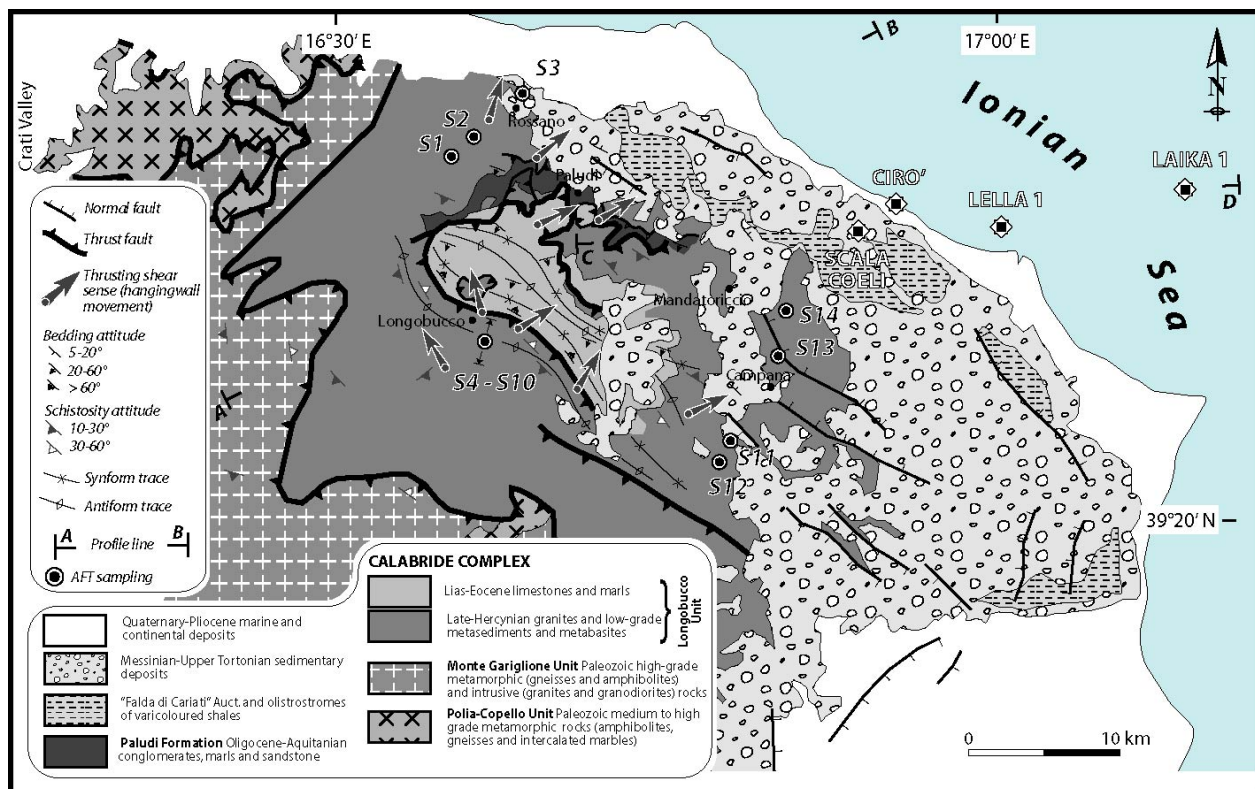 16°30' E
17°00' E
B
N
S3
Rossano
S2
S1
Ionian
Sea
Crati Valley
LAIKA 1
D
Paludi
CIRO'
LELLA 1
C
SCALA
COELI
Mandatoriccio
Longobucco
S14
S13
S4 - S10
Campana
A
S11
S12
39°20' N
Normal fault
Thrust fault
Thrusting shear
sense (hangingwall
movement)
Bedding attitude
5-20°
20-60°
> 60°
Schistosity attitude
10-30°
30-60°
Synform trace
Antiform trace
A Profile line B
AFT sampling
Quaternary-Pliocene marine and
continental deposits
Messinian-Upper Tortonian sedimentary
deposits
"Falda di Cariati" Auct. and olistrostromes
of varicoloured shales
Paludi Formation Oligocene-Aquitanian
conglomerates, marls and sandstone
CALABRIDE COMPLEX
Lias-Eocene limestones and marls
Late-Hercynian granites and low-grade
metasediments and metabasites
Longobucco
Unit
Monte Gariglione Unit Paleozoic high-grade
metamorphic (gneisses and amphibolites)
and intrusive (granites and granodiorites) rocks
Polia-Copello Unit Paleozoic medium to high
grade metamorphic rocks (amphibolites,
gneisses and intercalated marbles)
0 10 km